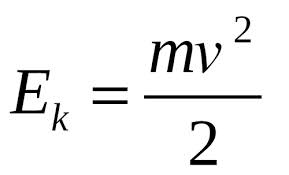 E_k = mv^2 / 2